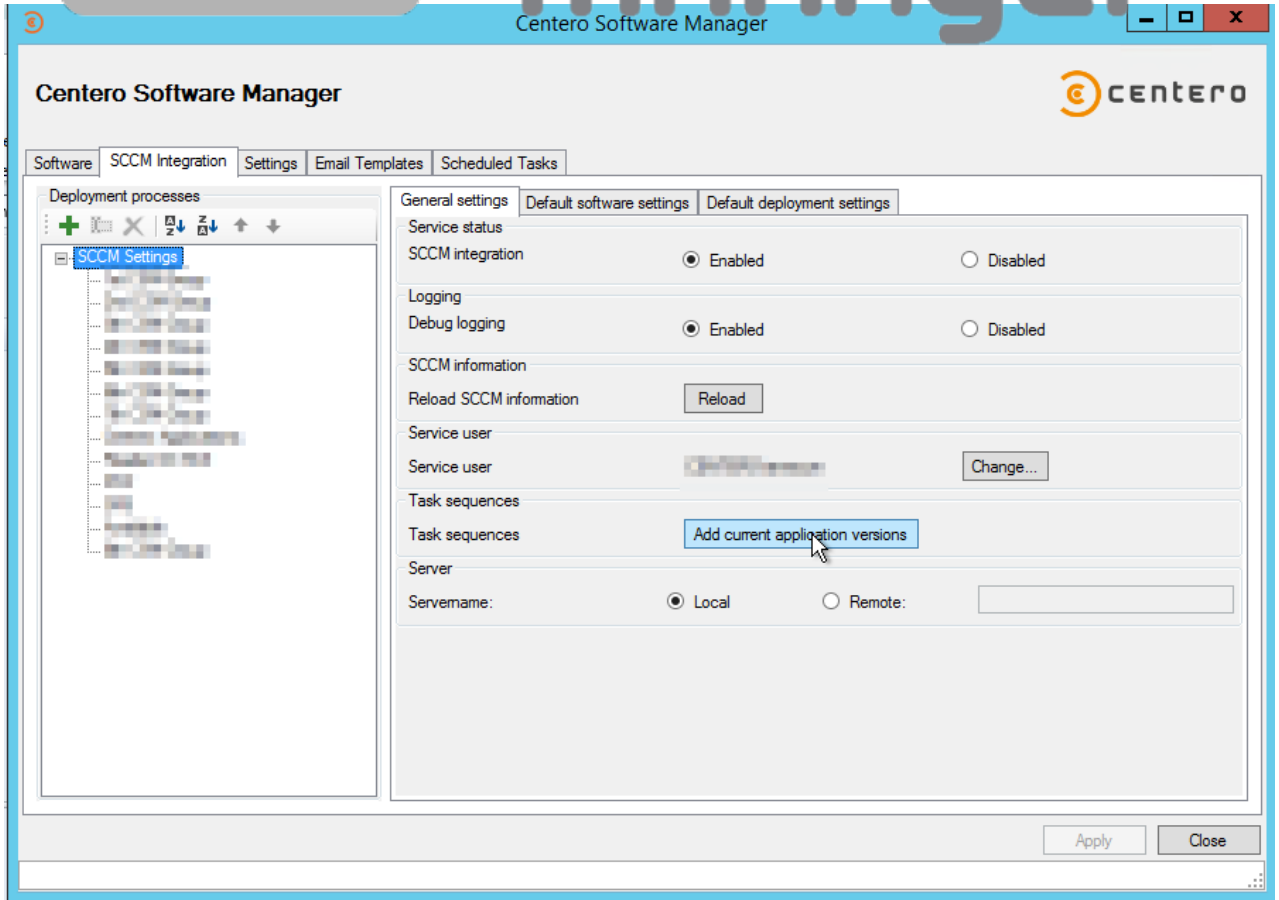 Centero Software Manager
Centero Software Manager
centero
Software SCCM Integration Settings Email Templates Scheduled Tasks
Deployment processes
SCCM Settings
General settings Default software settings Default deployment settings
Service status
SCCM integration Enabled Disabled
Logging
Debug logging Enabled Disabled
SCCM information
Reload SCCM information Reload
Service user
Service user Change...
Task sequences
Task sequences Add current application versions
Server
Servername: Local Remote:
Apply Close